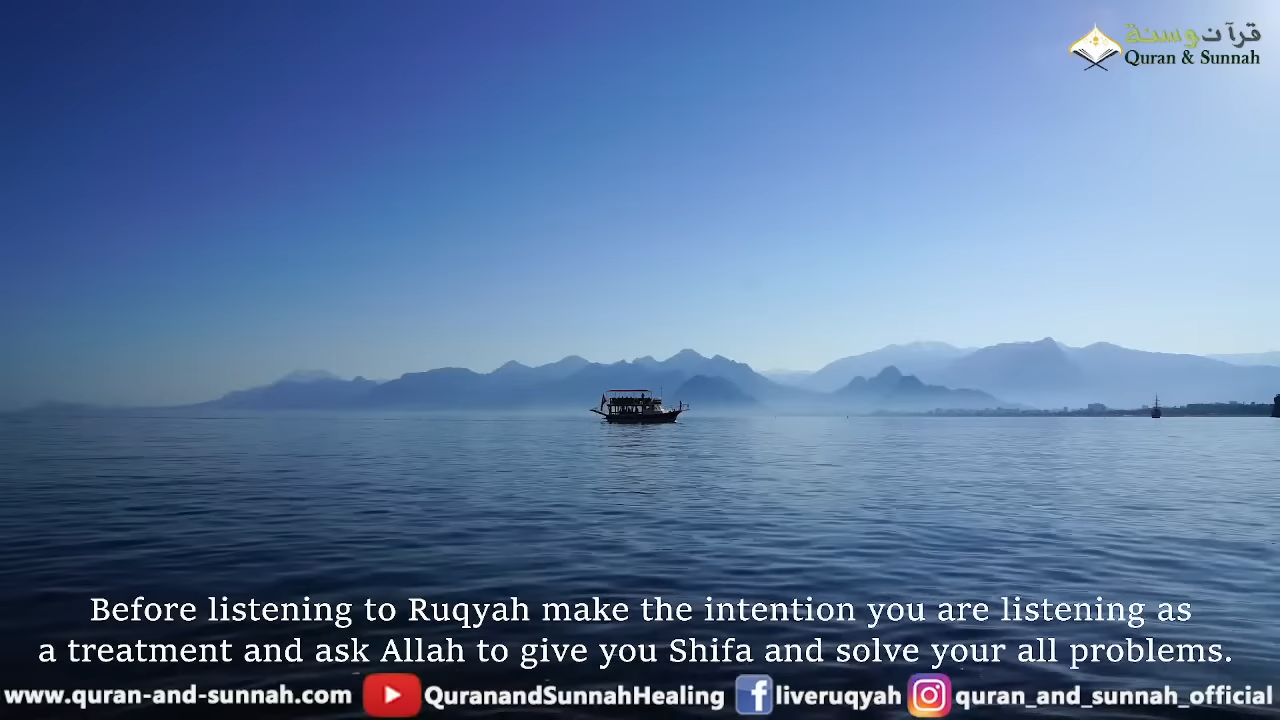 قرآن وسنة
Quran & Sunnah
Before listening to Ruqyah make the intention you are listening as
a treatment and ask Allah to give you Shifa and solve your all problems.
www.quran-and-sunnah.com QuranandSunnahHealing liveruqyah quran_and_sunnah_official